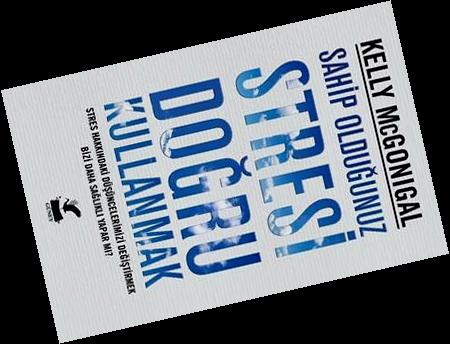 KELLY McGONIGAL
SAHİP OLDUĞUNUZ
STRESİ
DOĞRU
KULLANMAK
STRES HAKKINDAKİ DÜŞÜNCELERİMİZİ DEĞİŞTİRMEK
BİZİ DAHA SAĞLIKLI YAPAR MI?